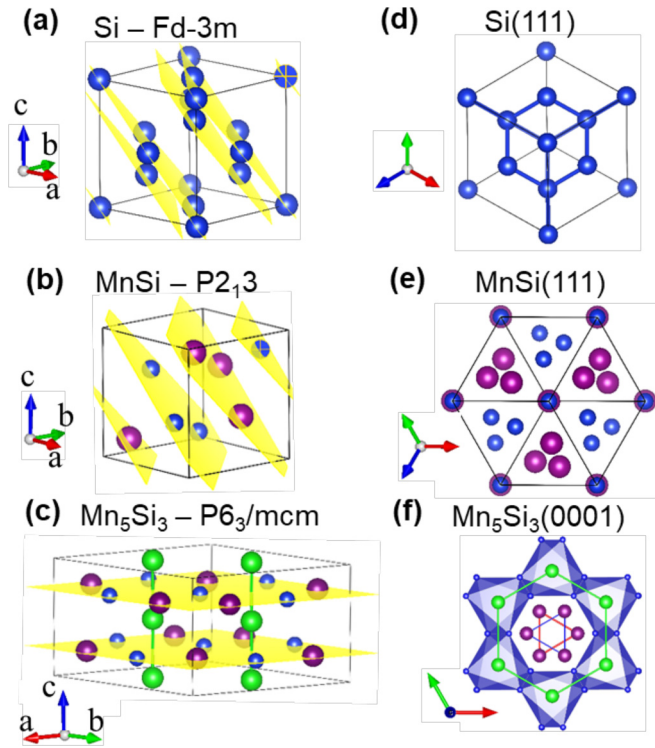 (a) Si – Fd-3m
c
b
a
(d) Si(111)
(b) MnSi – P2₁3
c
b
a
(e) MnSi(111)
(c) Mn₅Si₃ – P6₃/mcm
c
a b
(f) Mn₅Si₃(0001)